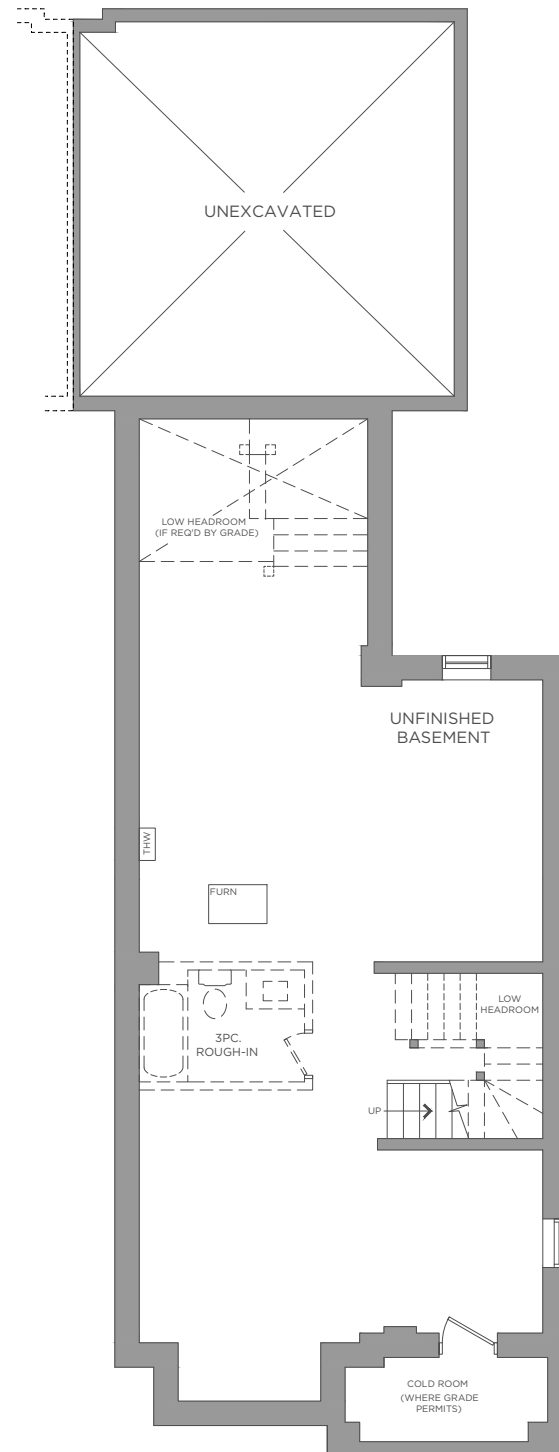 UNEXCAVATED
LOW HEADROOM
(IF REQ'D BY GRADE)
UNFINISHED
BASEMENT
THW
FURN
3PC.
ROUGH-IN
LOW
HEADROOM
UP
COLD ROOM
(WHERE GRADE
PERMITS)